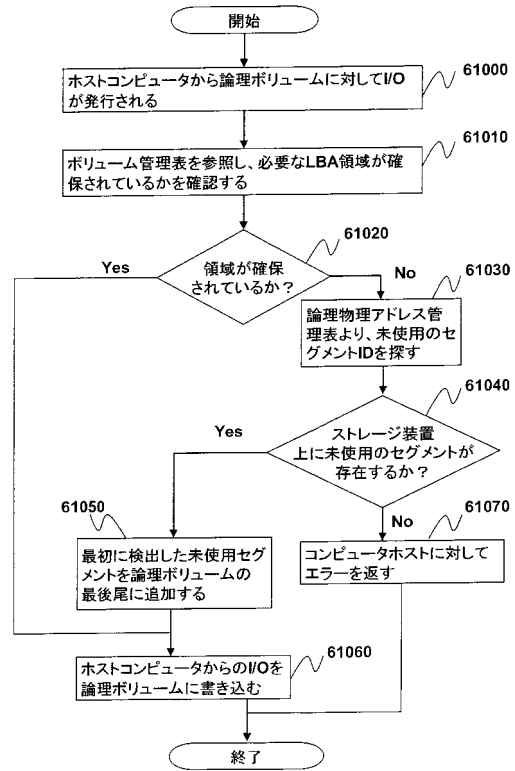 開始
ホストコンピュータから論理ボリュームに対してI/O
が発行される
61000
ボリューム管理表を参照し、必要なLBA領域が確
保されているかを確認する
61010
領域が確保
されているか？
61020
Yes
No
論理物理アドレス管
理表より、未使用のセ
グメントIDを探す
61030
ストレージ装置
上に未使用のセグメントが
存在するか？
61040
Yes
No
最初に検出した未使用セグ
メントを論理ボリュームの
最後尾に追加する
61050
コンピュータホストに対して
エラーを返す
61070
ホストコンピュータからのI/Oを
論理ボリュームに書き込む
61060
終了